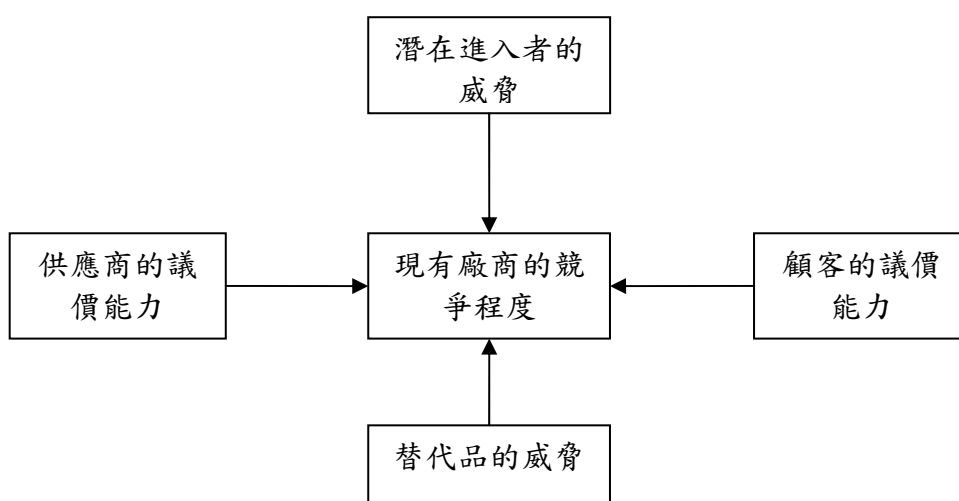 潛在進入者的
威脅
供應商的議
價能力
現有廠商的競
爭程度
顧客的議價
能力
替代品的威脅